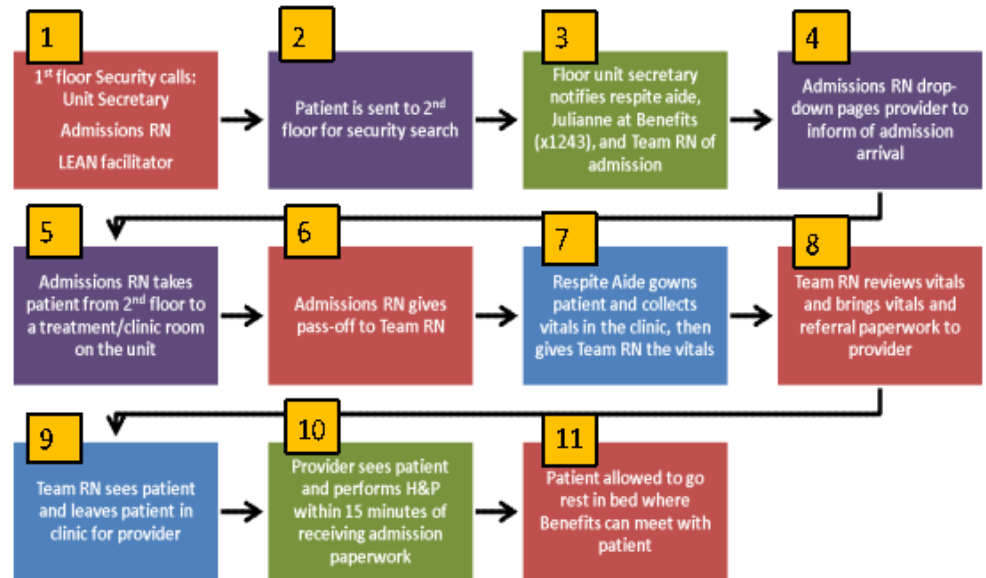 1
1st floor Security calls:
Unit Secretary
Admissions RN
LEAN facilitator
2
Patient is sent to 2nd
floor for security search
3
Floor unit secretary
notifies respite aide,
Julianne at Benefits
(x1243), and Team RN of
admission
4
Admissions RN drop-
down pages provider to
inform of admission
arrival
5
Admissions RN takes
patient from 2nd floor to
a treatment/clinic room
on the unit
6
Admissions RN gives
pass-off to Team RN
7
Respite Aide gowns
patient and collects
vitals in the clinic, then
gives Team RN the vitals
8
Team RN reviews vitals
and brings vitals and
referral paperwork to
provider
9
Team RN sees patient
and leaves patient in
clinic for provider
10
Provider sees patient
and performs H&P
within 15 minutes of
receiving admission
paperwork
11
Patient allowed to go
rest in bed where
Benefits can meet with
patient